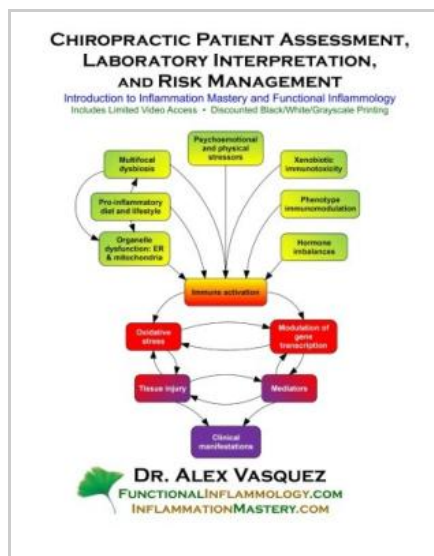 CHIROPRACTIC PATIENT ASSESSMENT,
LABORATORY INTERPRETATION,
AND RISK MANAGEMENT
Introduction to Inflammation Mastery and Functional Inflammology
Includes Limited Video Access • Discounted Black/White/Grayscale Printing
Psychoemotional
and physical
stressors
Multifocal
dysbiosis
Xenobiotic
immunotoxicity
Pro-inflammatory
diet and lifestyle
Phenotype
immunomodulation
Organelle
dysfunction: ER
& mitochondria
Hormone
imbalances
Immune activation
Oxidative
stress
Modulation of
gene
transcription
Tissue injury
Mediators
Clinical
manifestations
DR. ALEX VASQUEZ
FUNCTIONALINFLAMMOLOGY.COM
INFLAMMATIONMASTERY.COM